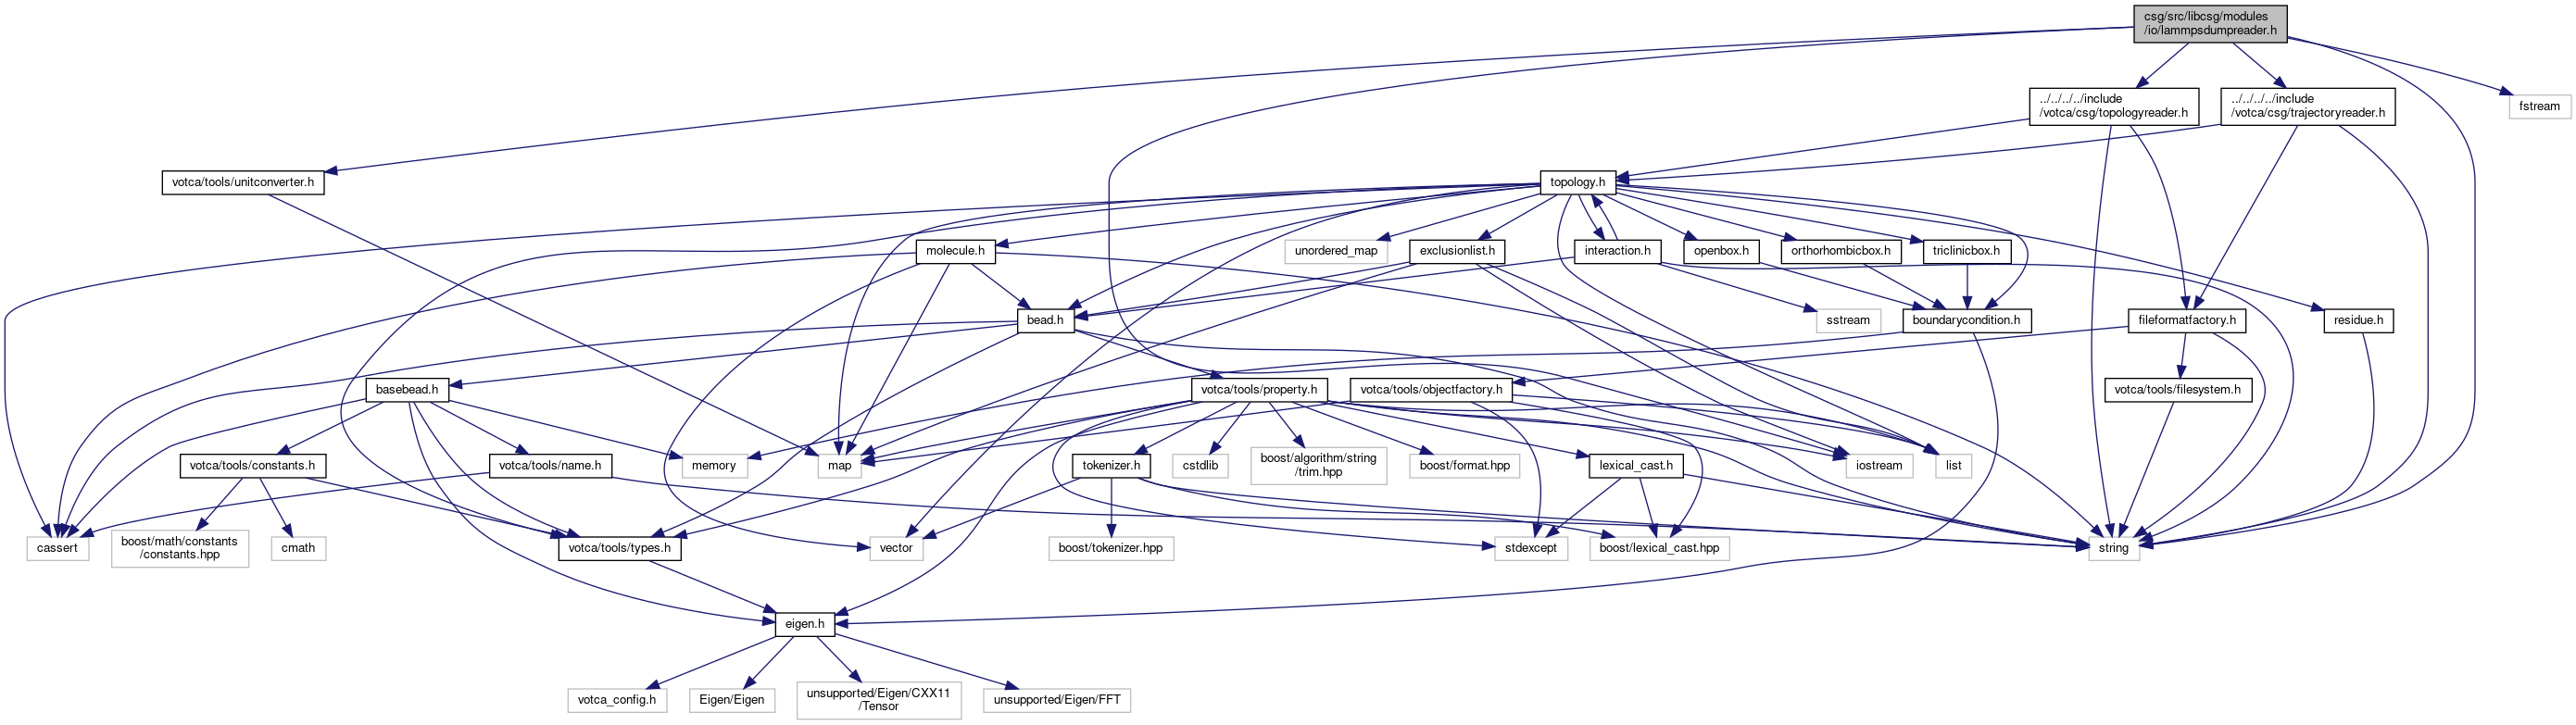 csg/src/libcsg/modules
/io/lammpsdumpreader.h
../../../../include
/votca/csg/topologyreader.h
../../../../include
/votca/csg/trajectoryreader.h
fstream
votca/tools/unitconverter.h
topology.h
molecule.h
unordered_map
exclusionlist.h
interaction.h
openbox.h
orthorhombicbox.h
triclinicbox.h
bead.h
sstream
boundarycondition.h
fileformatfactory.h
residue.h
basebead.h
votca/tools/property.h
votca/tools/objectfactory.h
votca/tools/filesystem.h
votca/tools/constants.h
votca/tools/name.h
memory
map
tokenizer.h
cstdlib
boost/algorithm/string
/trim.hpp
boost/format.hpp
lexical_cast.h
iostream
list
cassert
boost/math/constants
/constants.hpp
cmath
votca/tools/types.h
vector
boost/tokenizer.hpp
stdexcept
boost/lexical_cast.hpp
string
eigen.h
votca_config.h
Eigen/Eigen
unsupported/Eigen/CXX11
/Tensor
unsupported/Eigen/FFT